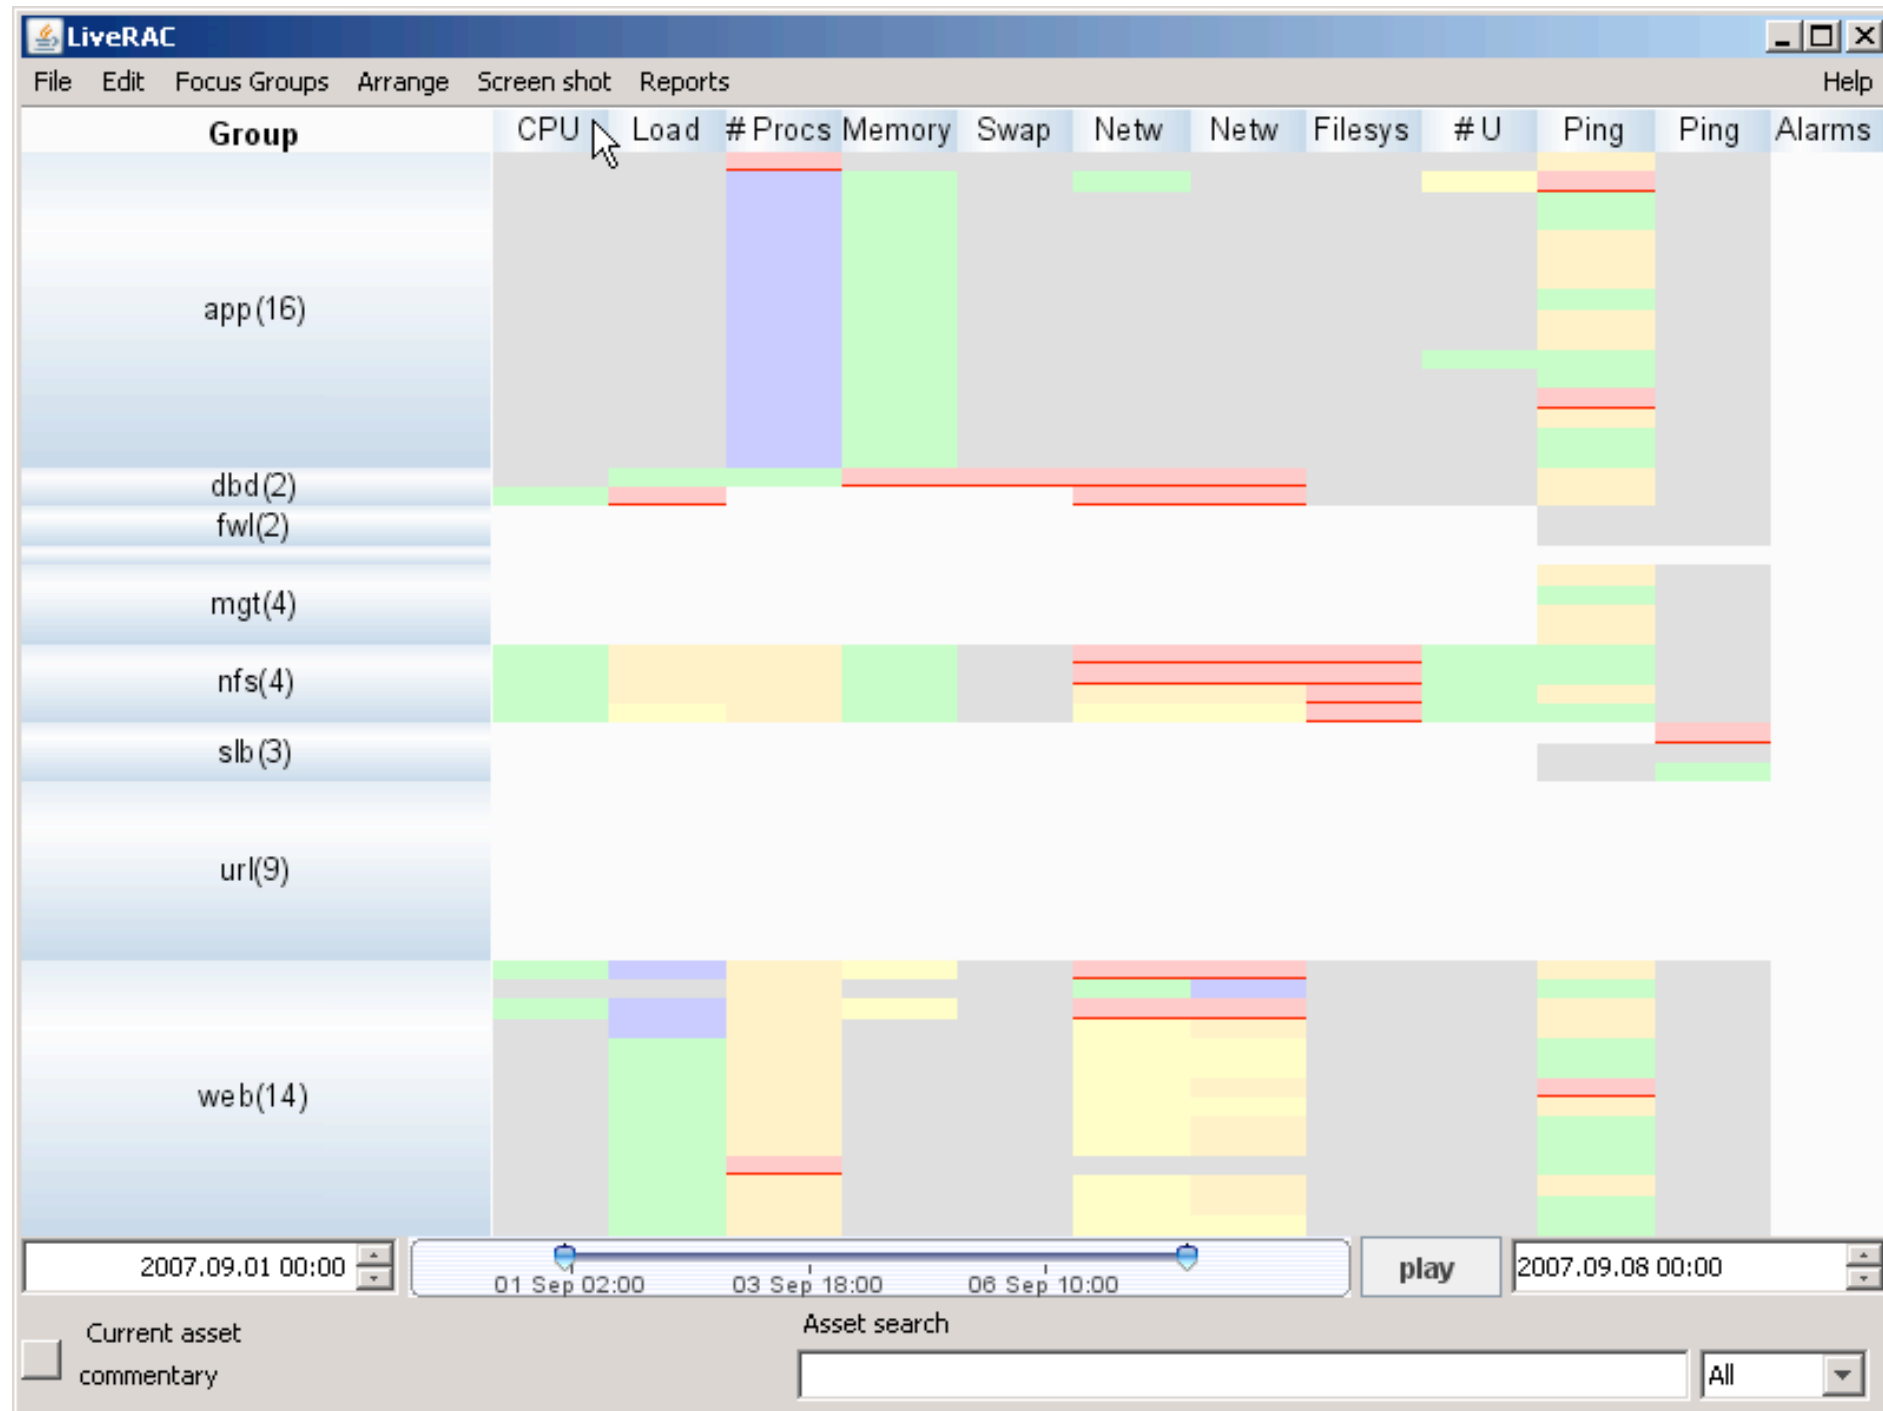 LiveRAC
File Edit Focus Groups Arrange Screen shot Reports Help
Group CPU Load # Procs Memory Swap Netw Netw Filesys # U Ping Ping Alarms
app(16)
dbd(2)
fwl(2)
mgt(4)
nfs(4)
slb(3)
url(9)
web(14)
2007.09.01 00:00 01 Sep 02:00 03 Sep 18:00 06 Sep 10:00 play 2007.09.08 00:00
Current asset
commentary
Asset search
All